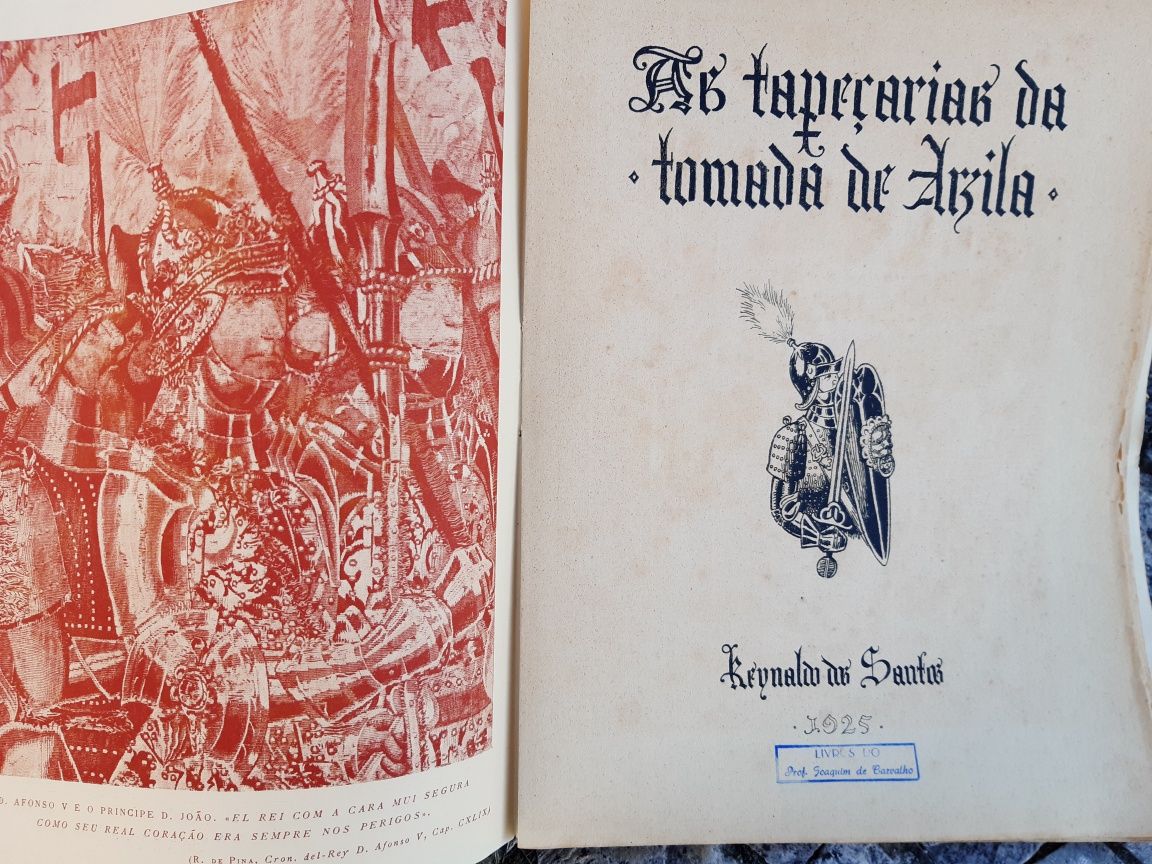 D. AFONSO V E O PRINCIPE D. JOÃO. «EL REI COM A CARA MUI SEGURA
COMO SEU REAL CORAÇÃO ERA SEMPRE NOS PERIGOS».
(R. DE PINA, Cron. del-Rey D. Afonso V, Cap. CXLIX)
As tapeçarias da
· tomada de Arzila ·
Reynaldo dos Santos
· 1925 ·
LIVROS DO
Prof. Joaquim de Carvalho